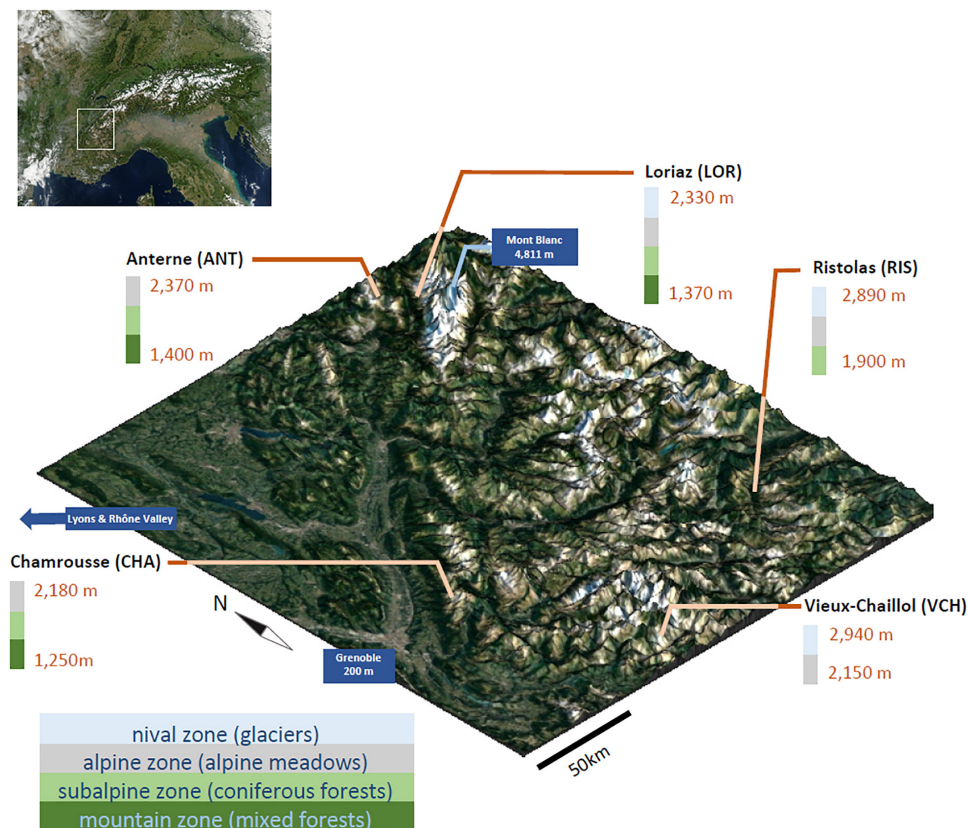 Loriaz (LOR)
2,330 m
1,370 m
Mont Blanc
4,811 m
Anterne (ANT)
2,370 m
1,400 m
Ristolas (RIS)
2,890 m
1,900 m
Lyons & Rhône Valley
Chamrousse (CHA)
2,180 m
1,250m
N
Grenoble
200 m
Vieux-Chaillol (VCH)
2,940 m
2,150 m
50km
nival zone (glaciers)
alpine zone (alpine meadows)
subalpine zone (coniferous forests)
mountain zone (mixed forests)